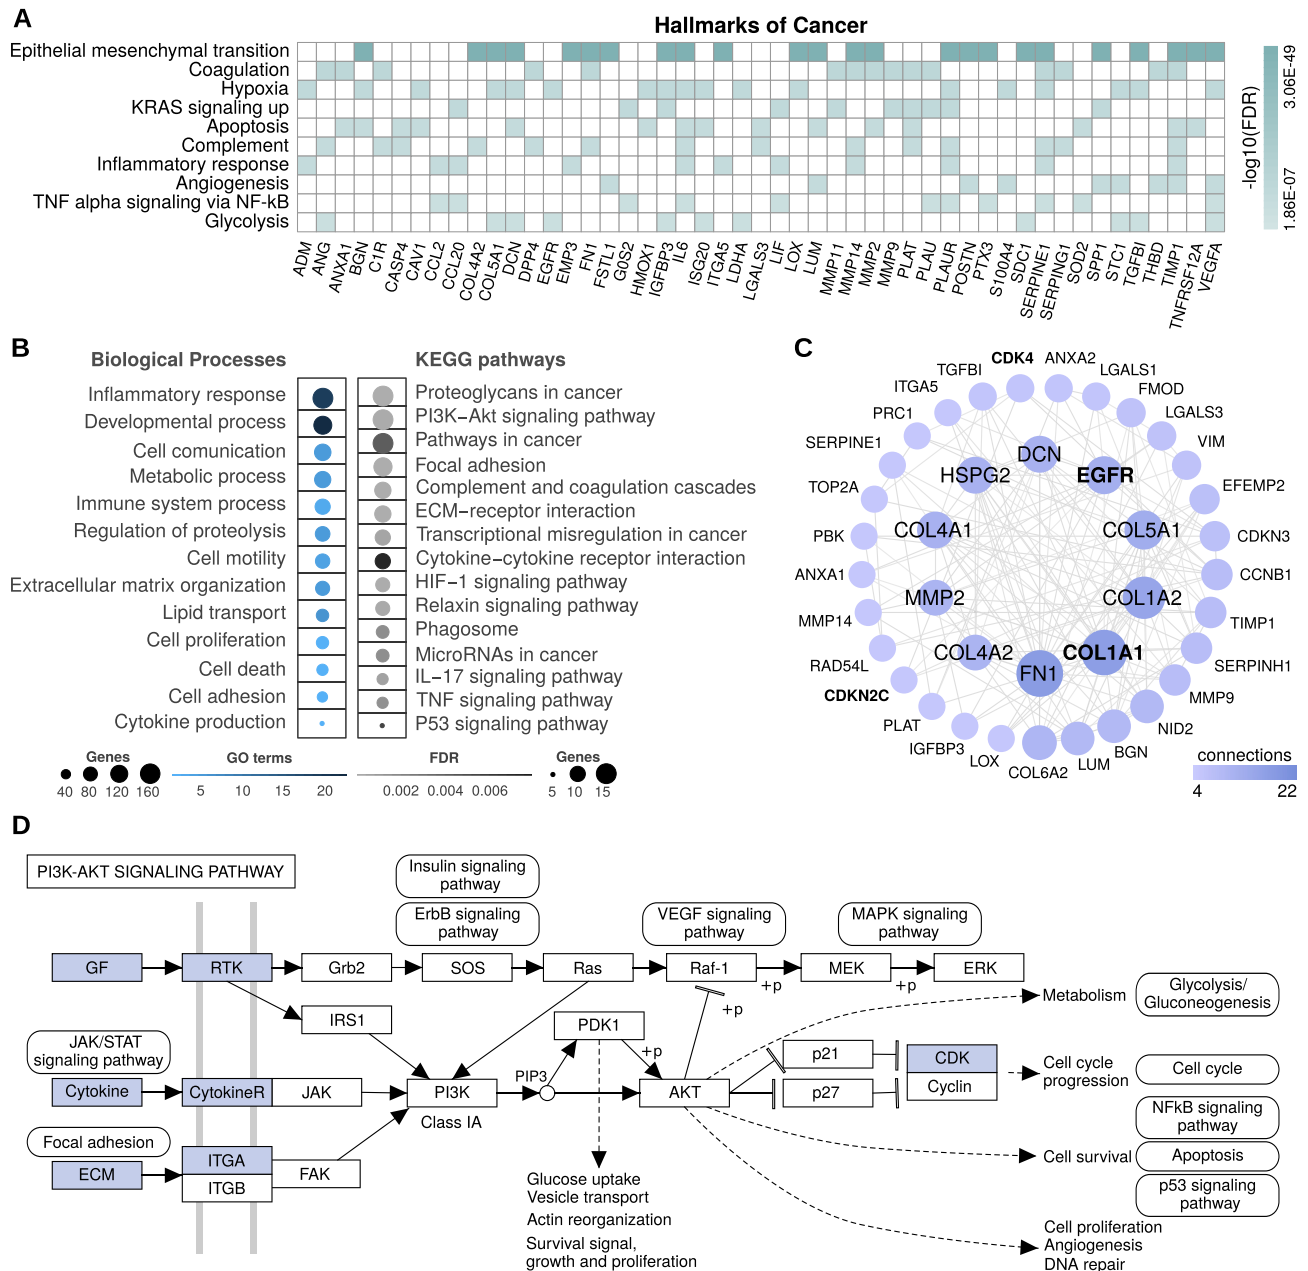 A
Hallmarks of Cancer
Epithelial mesenchymal transition
Coagulation
Hypoxia
KRAS signaling up
Apoptosis
Complement
Inflammatory response
Angiogenesis
TNF alpha signaling via NF-kB
Glycolysis
-log10(FDR)
3.06E-49
1.86E-07
ADM
ANG
ANXA1
BGN
C1R
CASP4
CAV1
CCL2
CCL20
COL4A2
COL5A1
DCN
DPP4
EGFR
EMP3
FN1
FSTL1
G0S2
HMOX1
IGFBP3
IL6
ISG20
ITGA5
LDHA
LGALS3
LIF
LOX
LUM
MMP11
MMP14
MMP2
MMP9
PLAT
PLAU
PLAUR
POSTN
PTX3
S100A4
SDC1
SERPINE1
SERPING1
SOD2
SPP1
STC1
TGFBI
THBD
TIMP1
TNFRSF12A
VEGFA
B
Biological Processes
Inflammatory response
Developmental process
Cell comunication
Metabolic process
Immune system process
Regulation of proteolysis
Cell motility
Extracellular matrix organization
Lipid transport
Cell proliferation
Cell death
Cell adhesion
Cytokine production
KEGG pathways
Proteoglycans in cancer
PI3K−Akt signaling pathway
Pathways in cancer
Focal adhesion
Complement and coagulation cascades
ECM−receptor interaction
Transcriptional misregulation in cancer
Cytokine−cytokine receptor interaction
HIF−1 signaling pathway
Relaxin signaling pathway
Phagosome
MicroRNAs in cancer
IL−17 signaling pathway
TNF signaling pathway
P53 signaling pathway
Genes
40 80 120 160
GO terms
5 10 15 20
FDR
0.002 0.004 0.006
Genes
5 10 15
C
CDK4
ANXA2
LGALS1
FMOD
LGALS3
VIM
EFEMP2
CDKN3
CCNB1
TIMP1
SERPINH1
MMP9
NID2
BGN
LUM
COL6A2
LOX
IGFBP3
PLAT
CDKN2C
RAD54L
MMP14
ANXA1
PBK
TOP2A
SERPINE1
PRC1
ITGA5
TGFBI
DCN
EGFR
COL5A1
COL1A2
COL1A1
FN1
COL4A2
MMP2
COL4A1
HSPG2
connections
4 22
D
PI3K-AKT SIGNALING PATHWAY
Insulin signaling
pathway
ErbB signaling
pathway
VEGF signaling
pathway
MAPK signaling
pathway
GF
RTK
Grb2
SOS
Ras
Raf-1
MEK
ERK
+p
+p
+p
IRS1
PDK1
+p
JAK/STAT
signaling pathway
Cytokine
CytokineR
JAK
PI3K
Class IA
PIP3
AKT
p21
p27
CDK
Cyclin
Focal adhesion
ECM
ITGA
ITGB
FAK
Glucose uptake
Vesicle transport
Actin reorganization
Survival signal,
growth and proliferation
Metabolism
Glycolysis/
Gluconeogenesis
Cell cycle
progression
Cell cycle
NFkB signaling
pathway
Cell survival
Apoptosis
p53 signaling
pathway
Cell proliferation
Angiogenesis
DNA repair